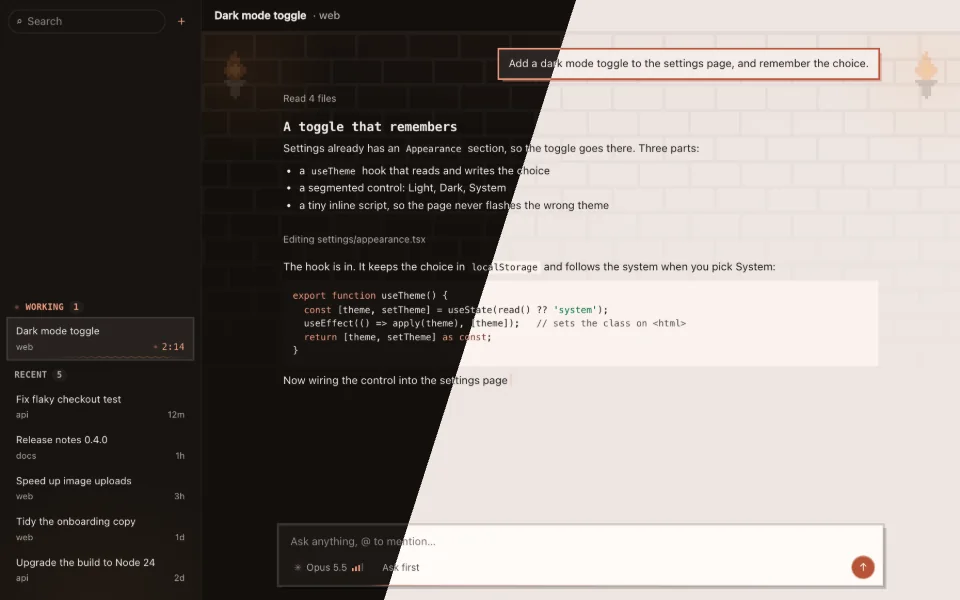 Search
+
WORKING 1
Dark mode toggle
web 2:14
RECENT 5
Fix flaky checkout test
api 12m
Release notes 0.4.0
docs 1h
Speed up image uploads
web 3h
Tidy the onboarding copy
web 1d
Upgrade the build to Node 24
api 2d
Dark mode toggle · web
Add a dark mode toggle to the settings page, and remember the choice.
Read 4 files
A toggle that remembers
Settings already has an Appearance section, so the toggle goes there. Three parts:
• a useTheme hook that reads and writes the choice
• a segmented control: Light, Dark, System
• a tiny inline script, so the page never flashes the wrong theme
Editing settings/appearance.tsx
The hook is in. It keeps the choice in localStorage and follows the system when you pick System:
export function useTheme() {
const [theme, setTheme] = useState(read() ?? 'system');
useEffect(() => apply(theme), [theme]); // sets the class on <html>
return [theme, setTheme] as const;
}
Now wiring the control into the settings page
Ask anything, @ to mention...
Opus 5.5 Ask first